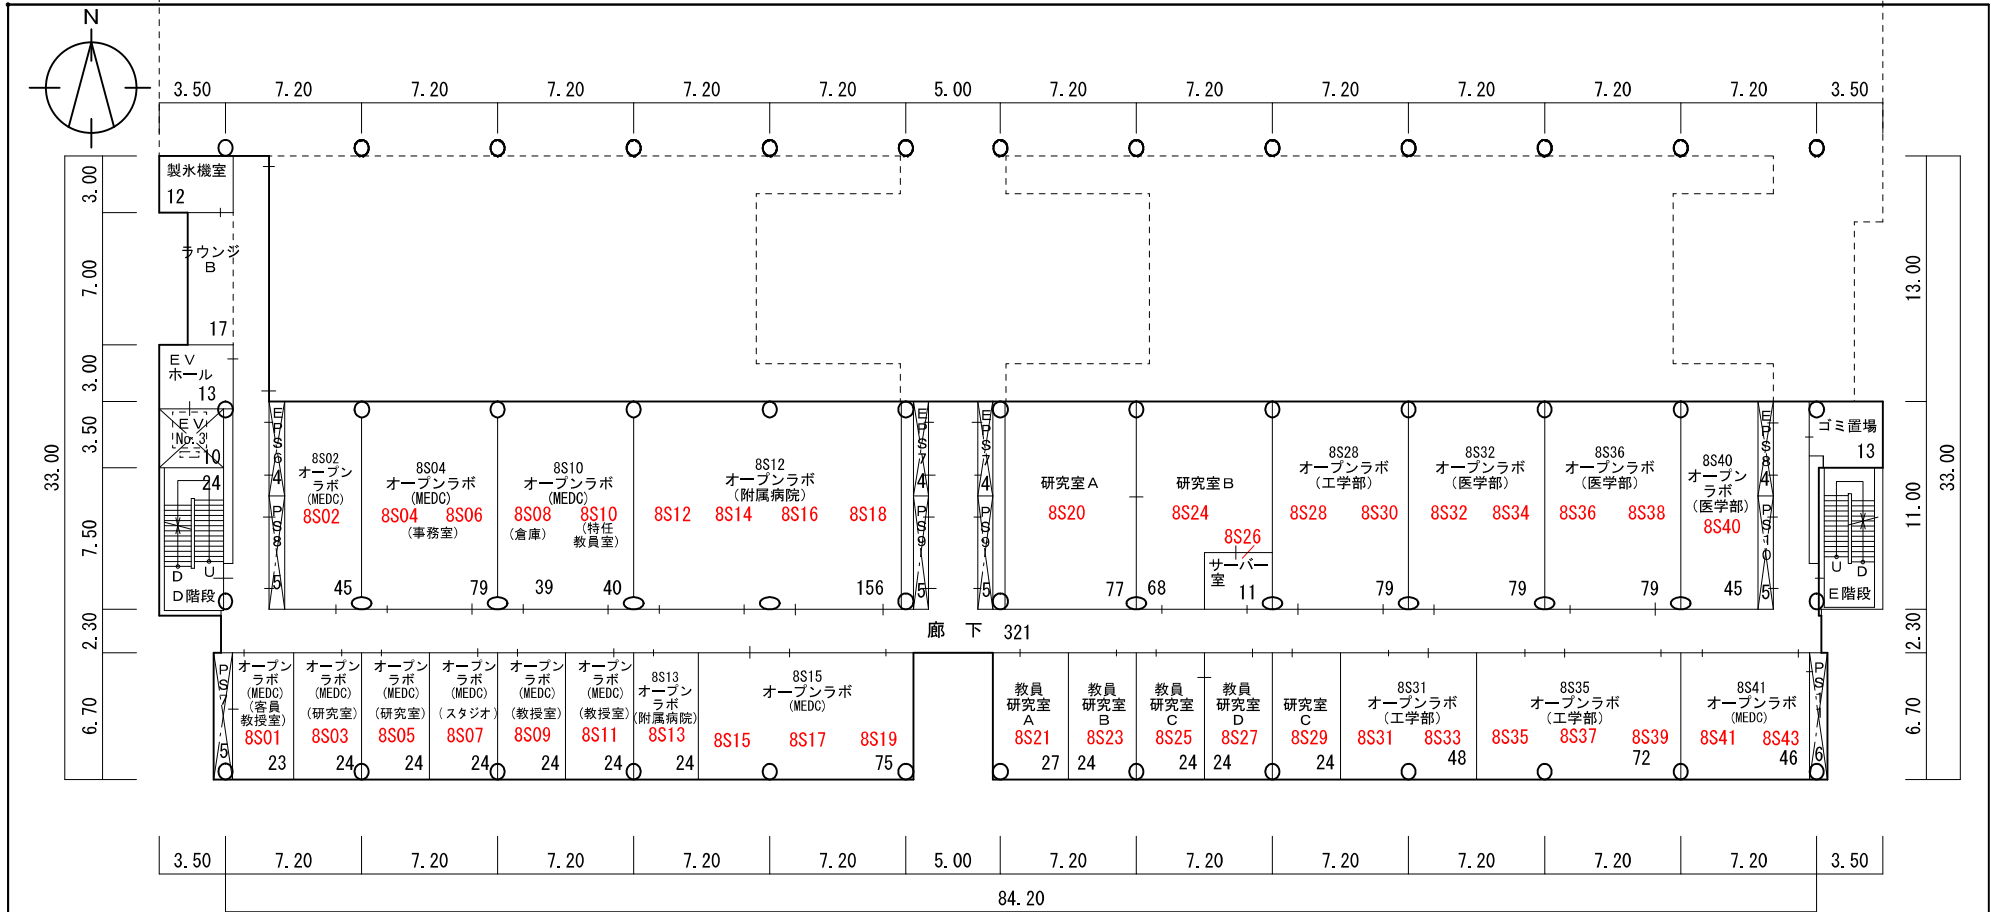 N
3.50 7.20 7.20 7.20 7.20 7.20 5.00 7.20 7.20 7.20 7.20 7.20 7.20 3.50
33.00
3.00
7.00
3.00
3.50
7.50
2.30
6.70
製氷機室
12
ラウンジ
B
17
EV
ホール
13
EV
No.3
10
24
D U
D階段
EPS6 4
PS8 5
8S02
オープン
ラボ
(MEDC)
8S02
45
8S04
オープンラボ
(MEDC)
8S04 8S06
(事務室)
79
8S10
オープンラボ
(MEDC)
8S08 8S10
(倉庫) (特任
教員室)
39 40
8S12
オープンラボ
(附属病院)
8S12 8S14 8S16 8S18
156
EPS7 4
PS9 5
EPS7 4
PS9 5
研究室A
8S20
77
研究室B
8S24
68
8S26
サーバー
室
11
8S28
オープンラボ
(工学部)
8S28 8S30
79
8S32
オープンラボ
(医学部)
8S32 8S34
79
8S36
オープンラボ
(医学部)
8S36 8S38
79
8S40
オープン
ラボ
(医学部)
8S40
45
EPS8 4
PS10 5
ゴミ置場
13
U D
E階段
13.00
11.00
2.30
6.70
33.00
廊 下 321
PS7 5
オープン
ラボ
(MEDC)
(客員
教授室)
8S01
23
オープン
ラボ
(MEDC)
(研究室)
8S03
24
オープン
ラボ
(MEDC)
(研究室)
8S05
24
オープン
ラボ
(MEDC)
(スタジオ)
8S07
24
オープン
ラボ
(MEDC)
(教授室)
8S09
24
オープン
ラボ
(MEDC)
(教授室)
8S11
24
8S13
オープン
ラボ
(附属病院)
8S13
24
8S15
オープンラボ
(MEDC)
8S15 8S17 8S19
75
教員
研究室
A
8S21
27
教員
研究室
B
8S23
24
教員
研究室
C
8S25
24
教員
研究室
D
8S27
24
研究室
C
8S29
24
8S31
オープンラボ
(工学部)
8S31 8S33
48
8S35
オープンラボ
(工学部)
8S35 8S37 8S39
72
8S41
オープンラボ
(MEDC)
8S41 8S43
46
PS11 6
3.50 7.20 7.20 7.20 7.20 7.20 5.00 7.20 7.20 7.20 7.20 7.20 7.20 3.50
84.20